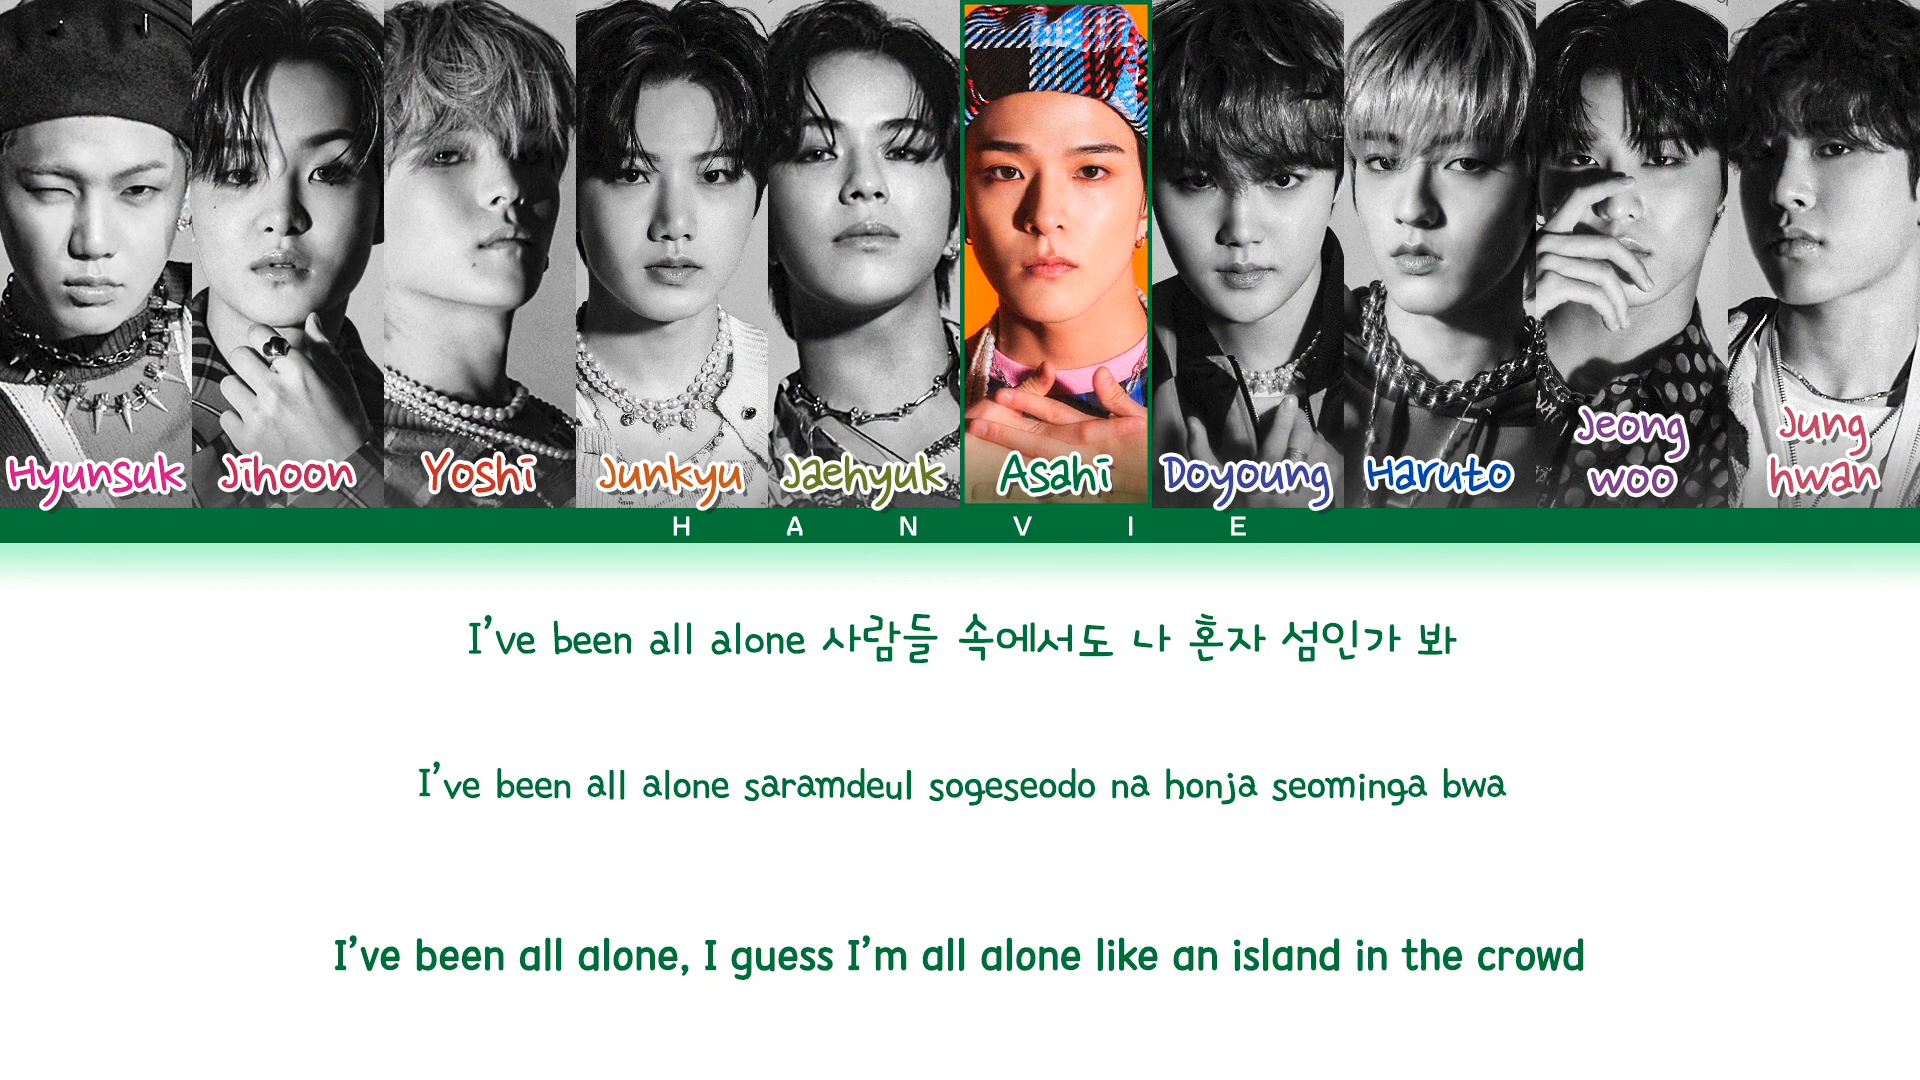 Hyunsuk
Jihoon
Yoshi
Junkyu
Jaehyuk
Asahi
Doyoung
Haruto
Jeong
woo
Jung
hwan
HANVIE
I've been all alone 사람들 속에서도 나 혼자 섬인가 봐
I've been all alone saramdeul sogeseodo na honja seominga bwa
I've been all alone, I guess I'm all alone like an island in the crowd